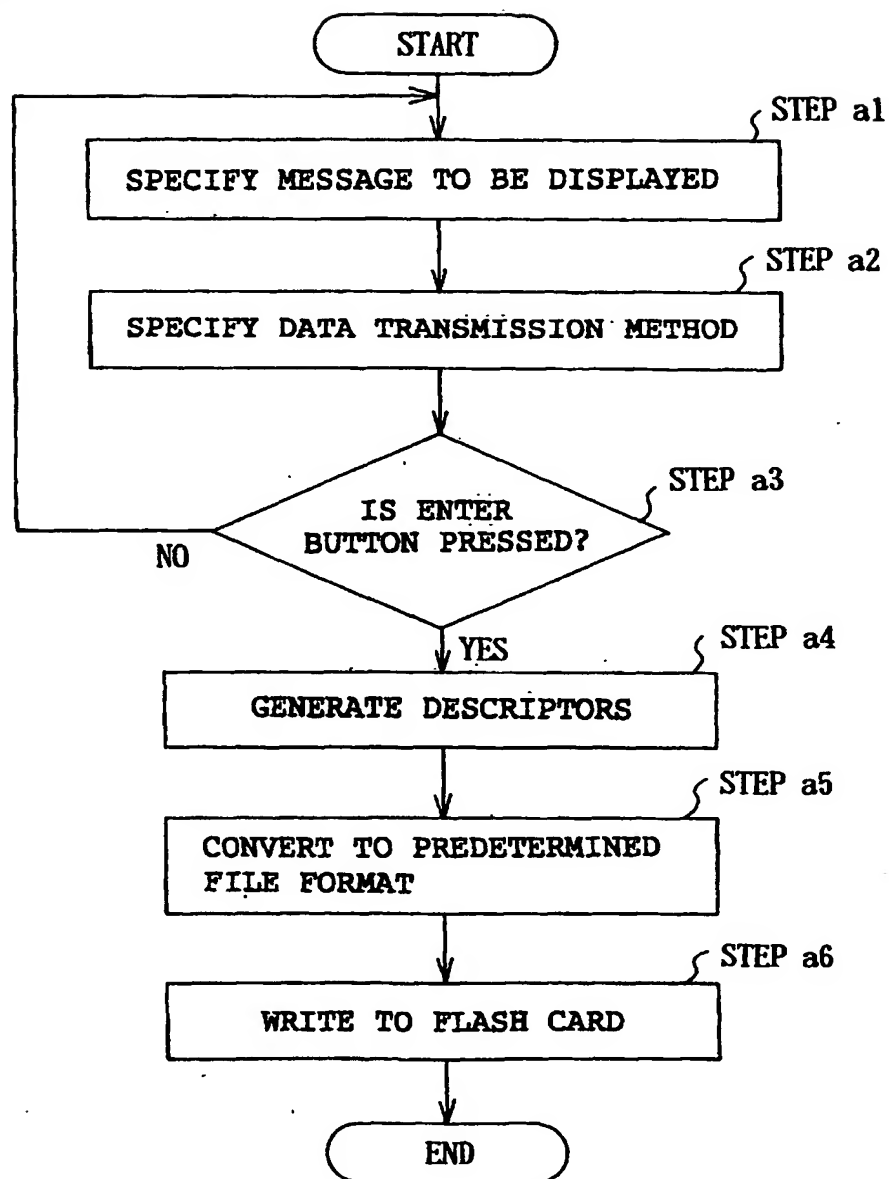 START
STEP a1
SPECIFY MESSAGE TO BE DISPLAYED
STEP a2
SPECIFY DATA TRANSMISSION METHOD
STEP a3
IS ENTER
BUTTON PRESSED?
NO
YES
STEP a4
GENERATE DESCRIPTORS
STEP a5
CONVERT TO PREDETERMINED
FILE FORMAT
STEP a6
WRITE TO FLASH CARD
END